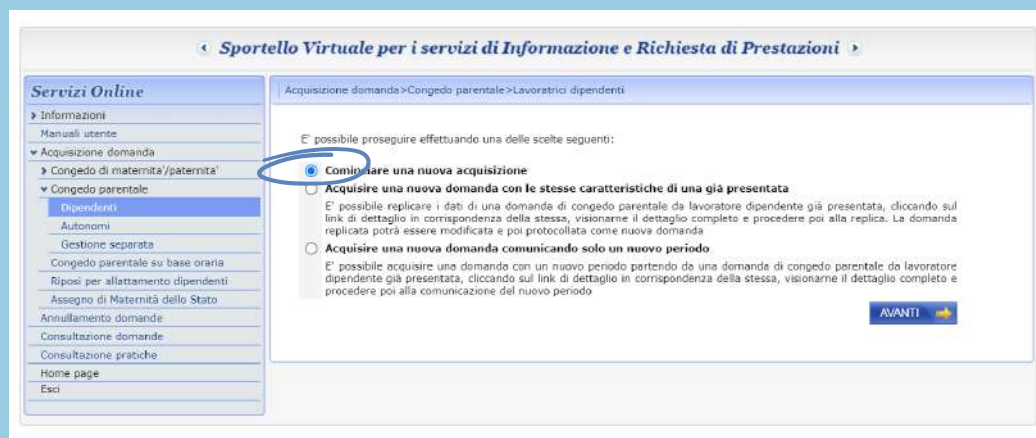 Sportello Virtuale per i servizi di Informazione e Richiesta di Prestazioni
Servizi Online
Informazioni
Manuali utente
Acquisizione domanda
Congedo di maternita'/paternita'
Congedo parentale
Dipendenti
Autonomi
Gestione separata
Congedo parentale su base oraria
Riposi per allattamento dipendenti
Assegno di Maternità dello Stato
Annullamento domande
Consultazione domande
Consultazione pratiche
Home page
Esci
Acquisizione domanda>Congedo parentale>Lavoratrici dipendenti
E' possibile proseguire effettuando una delle scelte seguenti:
Cominciare una nuova acquisizione
Acquisire una nuova domanda con le stesse caratteristiche di una già presentata
E' possibile replicare i dati di una domanda di congedo parentale da lavoratore dipendente già presentata, cliccando sul
link di dettaglio in corrispondenza della stessa, visionarne il dettaglio completo e procedere poi alla replica. La domanda
replicata potrà essere modificata e poi protocollata come nuova domanda
Acquisire una nuova domanda comunicando solo un nuovo periodo
E' possibile acquisire una domanda con un nuovo periodo partendo da una domanda di congedo parentale da lavoratore
dipendente già presentata, cliccando sul link di dettaglio in corrispondenza della stessa, visionarne il dettaglio completo e
procedere poi alla comunicazione del nuovo periodo
AVANTI